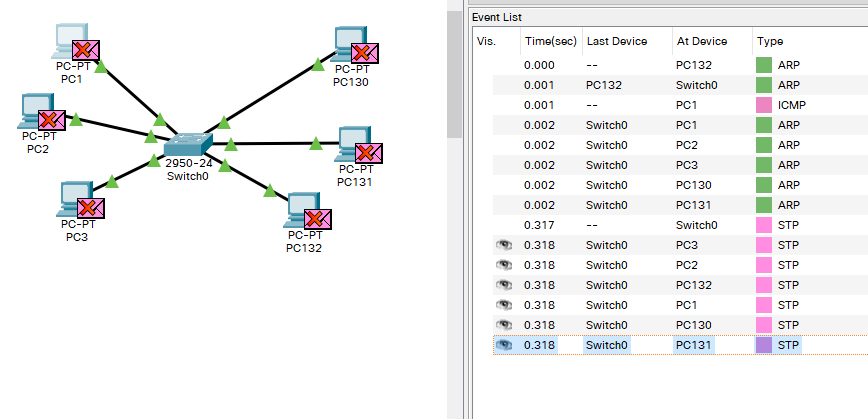 PC-PT
PC1
PC-PT
PC2
PC-PT
PC3
2950-24
Switch0
PC-PT
PC130
PC-PT
PC131
PC-PT
PC132
Event List
Vis. Time(sec) Last Device At Device Type
0.000 -- PC132 ARP
0.001 PC132 Switch0 ARP
0.001 -- PC1 ICMP
0.002 Switch0 PC1 ARP
0.002 Switch0 PC2 ARP
0.002 Switch0 PC3 ARP
0.002 Switch0 PC130 ARP
0.002 Switch0 PC131 ARP
0.317 -- Switch0 STP
0.318 Switch0 PC3 STP
0.318 Switch0 PC2 STP
0.318 Switch0 PC132 STP
0.318 Switch0 PC1 STP
0.318 Switch0 PC130 STP
0.318 Switch0 PC131 STP